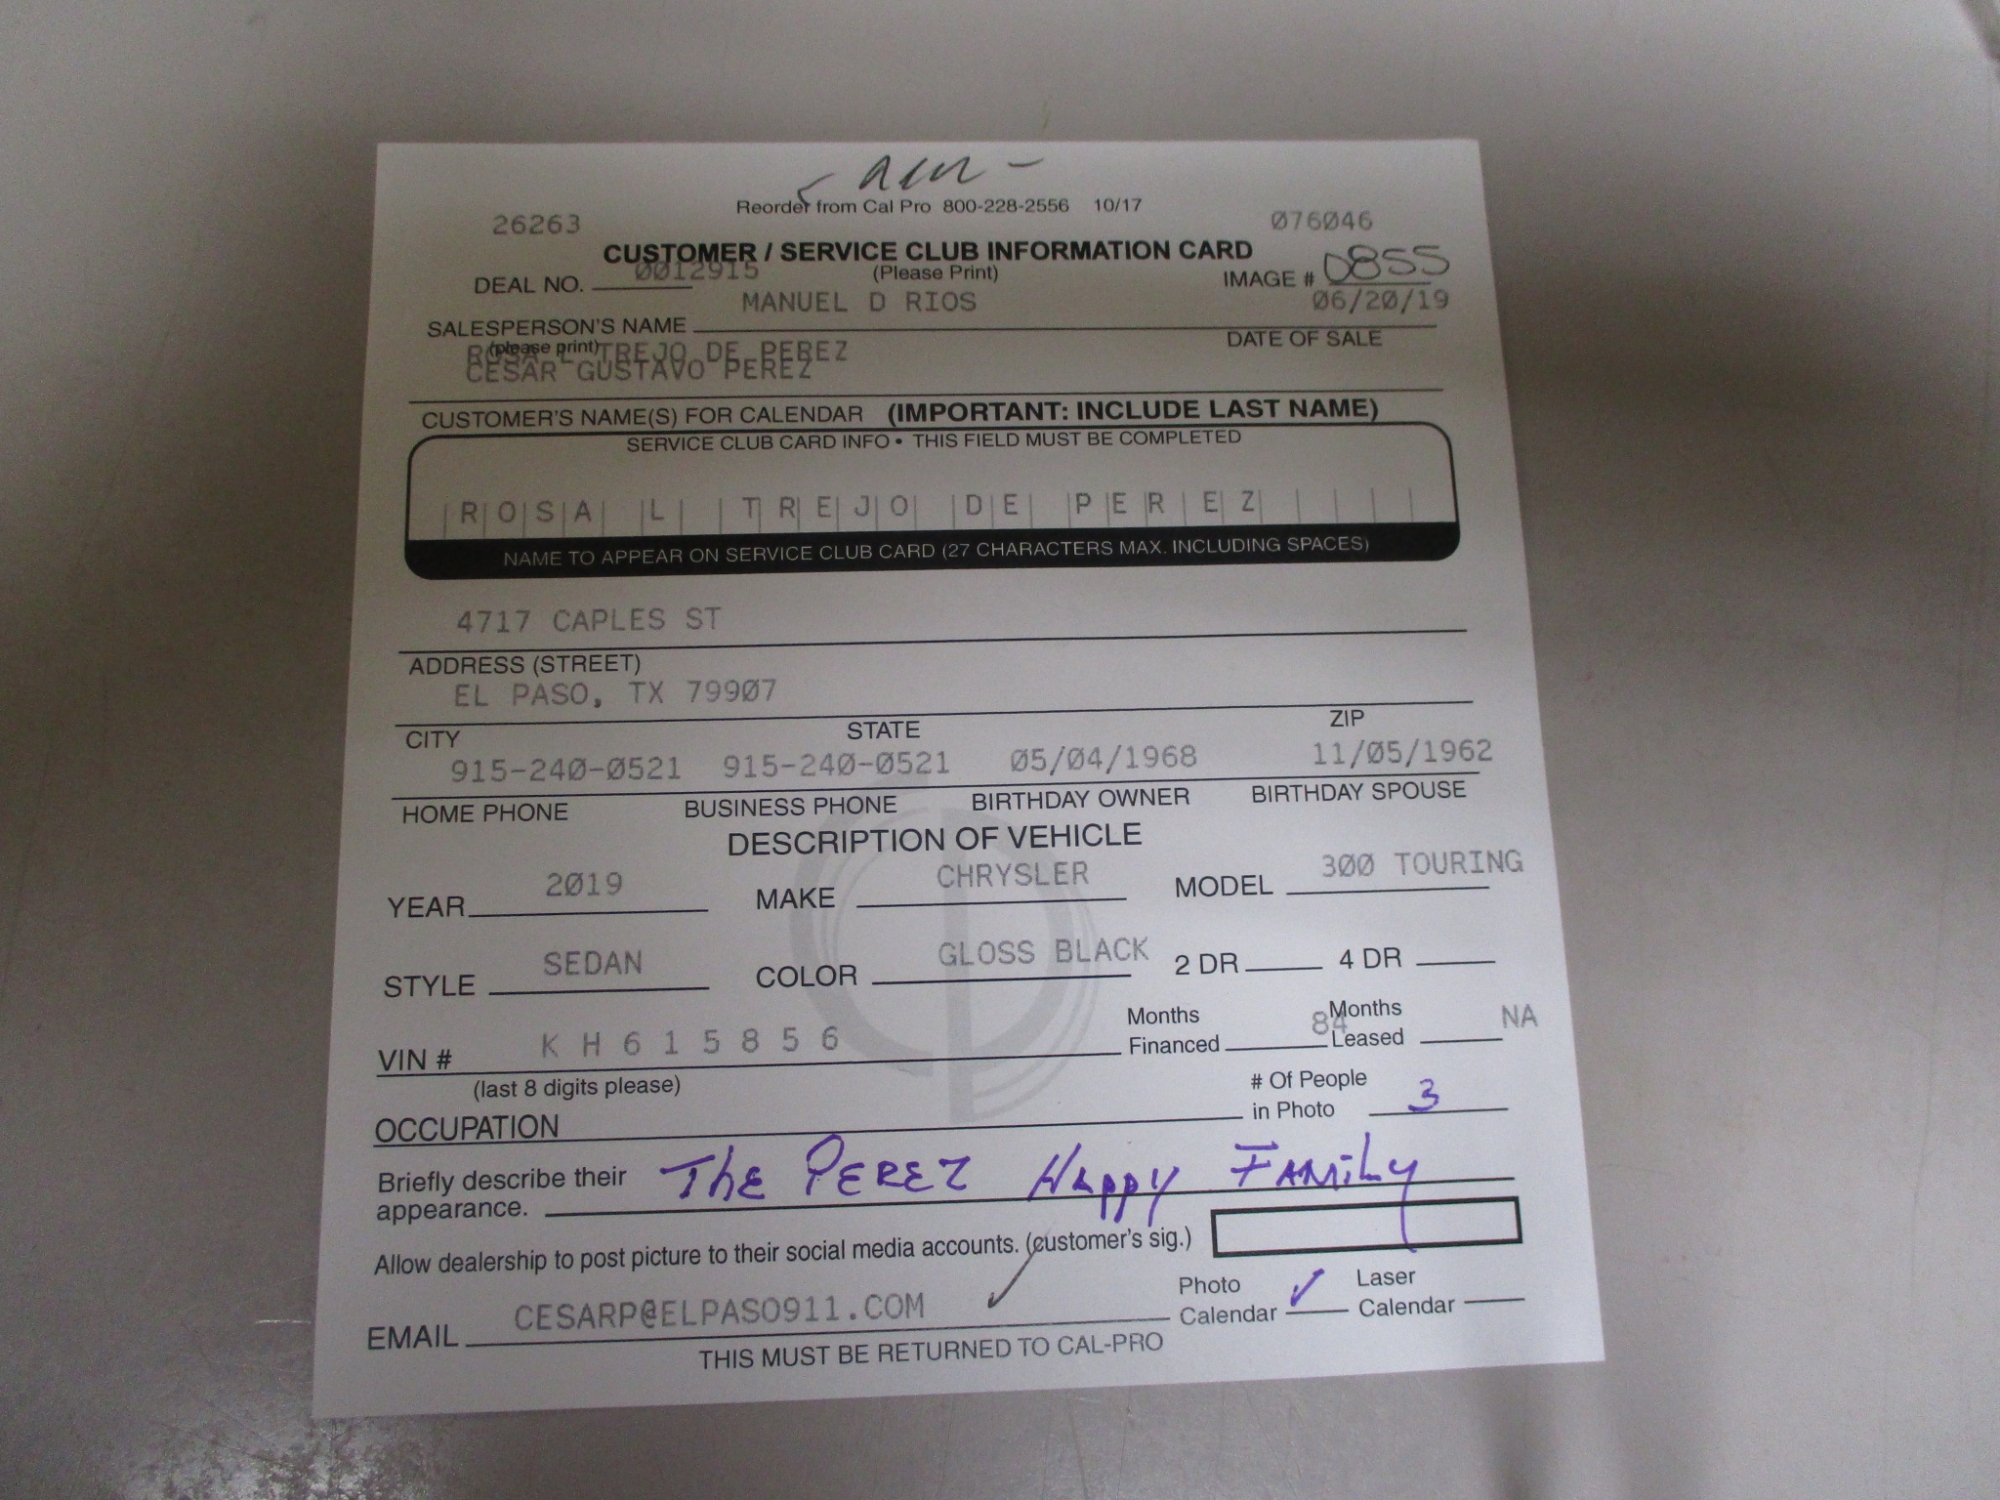 Reorder from Cal Pro 800-228-2556 10/17
26263 076046
CUSTOMER / SERVICE CLUB INFORMATION CARD
DEAL NO. 0012915 (Please Print) IMAGE # 0855
MANUEL D RIOS 06/20/19
SALESPERSON'S NAME DATE OF SALE
(please print)
ROSA L TREJO DE PEREZ
CESAR GUSTAVO PEREZ
CUSTOMER'S NAME(S) FOR CALENDAR (IMPORTANT: INCLUDE LAST NAME)
SERVICE CLUB CARD INFO • THIS FIELD MUST BE COMPLETED
ROSA L TREJO DE PEREZ
NAME TO APPEAR ON SERVICE CLUB CARD (27 CHARACTERS MAX. INCLUDING SPACES)
4717 CAPLES ST
ADDRESS (STREET)
EL PASO, TX 79907
CITY STATE ZIP
915-240-0521 915-240-0521 05/04/1968 11/05/1962
HOME PHONE BUSINESS PHONE BIRTHDAY OWNER BIRTHDAY SPOUSE
DESCRIPTION OF VEHICLE
YEAR 2019 MAKE CHRYSLER MODEL 300 TOURING
STYLE SEDAN COLOR GLOSS BLACK 2 DR 4 DR
VIN # K H 6 1 5 8 5 6 Months Financed 84 Months Leased NA
(last 8 digits please)
OCCUPATION # Of People in Photo 3
Briefly describe their appearance. The PEREZ Happy FAMily
Allow dealership to post picture to their social media accounts. (customer's sig.)
EMAIL CESARP@ELPASO911.COM Photo Calendar ✓ Laser Calendar
THIS MUST BE RETURNED TO CAL-PRO